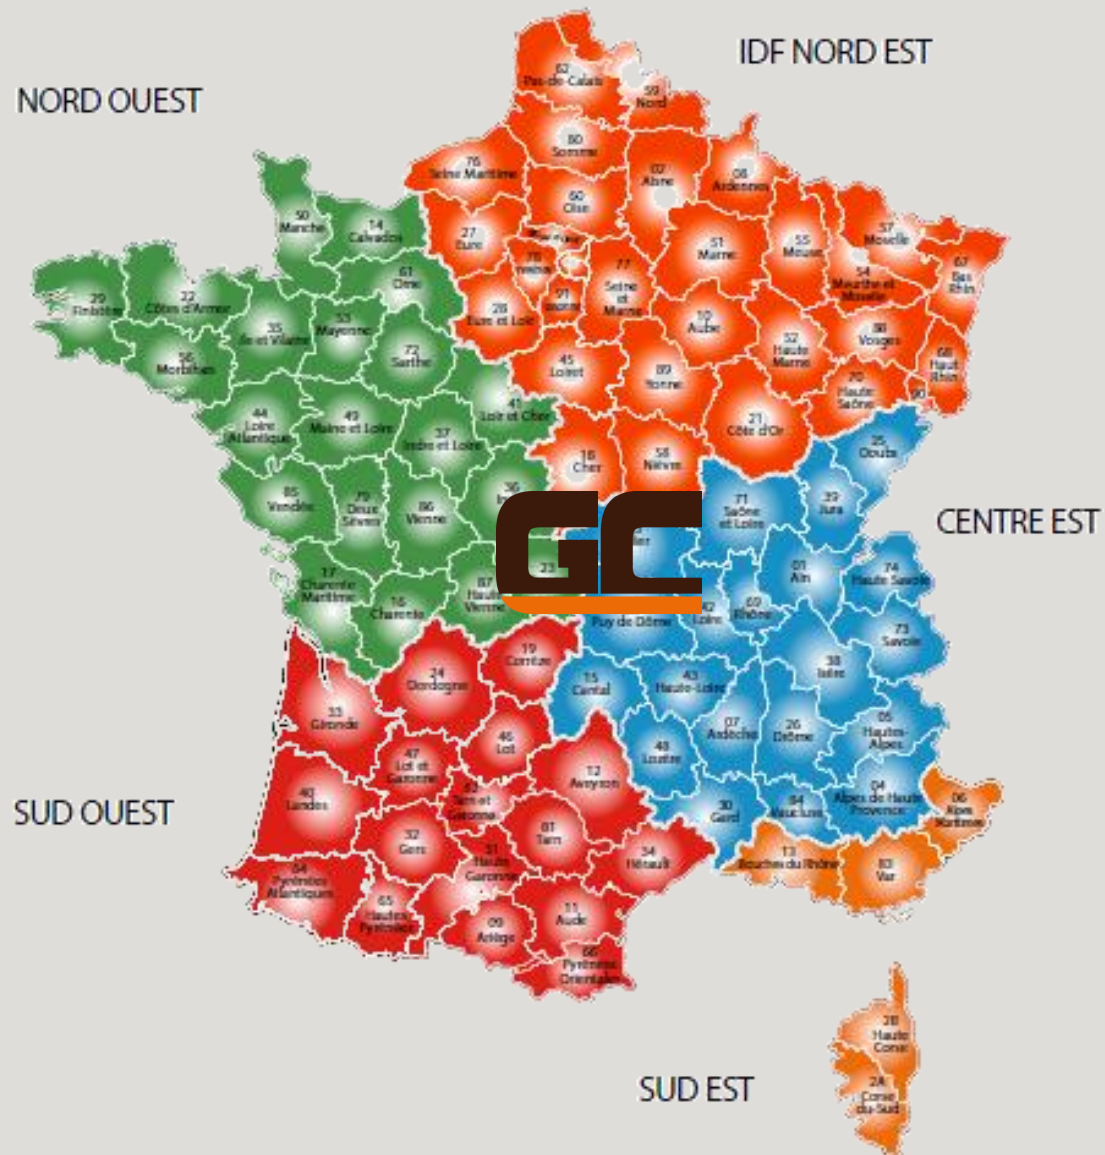 IDF NORD EST
NORD OUEST
62
Pas-de-Calais
59
Nord
80
Somme
76
Seine Maritime
02
Aisne
08
Ardennes
60
Oise
27
Eure
50
Manche
14
Calvados
51
Marne
55
Meuse
57
Moselle
54
Meurthe et
Moselle
67
Bas
Rhin
61
Orne
78
77
Seine
et
Marne
91
28
Eure et Loir
10
Aube
29
Finistère
22
Côtes d'Armor
35
Ille et Vilaine
53
Mayenne
72
Sarthe
52
Haute
Marne
88
Vosges
68
Haut
Rhin
56
Morbihan
45
Loiret
89
Yonne
70
Haute
Saône
90
41
Loir et Cher
44
Loire
Atlantique
49
Maine et Loire
37
Indre et Loire
21
Côte d'Or
25
Doubs
18
Cher
58
Nièvre
85
Vendée
79
Deux
Sèvres
86
Vienne
36
71
Saône
et Loire
39
Jura
CENTRE EST
GC
23
17
Charente
Maritime
16
Charente
87
Haute
Vienne
01
Ain
74
Haute Savoie
Puy de Dôme
42
Loire
69
Rhône
73
Savoie
19
Corrèze
24
Dordogne
15
Cantal
43
Haute-Loire
38
Isère
33
Gironde
46
Lot
07
Ardèche
26
Drôme
05
Hautes-
Alpes
47
Lot et
Garonne
12
Aveyron
48
Lozère
40
Landes
82
Tarn et
Garonne
SUD OUEST
30
Gard
84
Vaucluse
04
Alpes de Haute
Provence
06
Alpes
Maritimes
32
Gers
81
Tarn
31
Haute
Garonne
34
Hérault
13
Bouches du Rhône
83
Var
64
Pyrénées
Atlantiques
65
Hautes
Pyrénées
09
Ariège
11
Aude
66
Pyrénées
Orientales
2B
Haute
Corse
2A
Corse
du-Sud
SUD EST